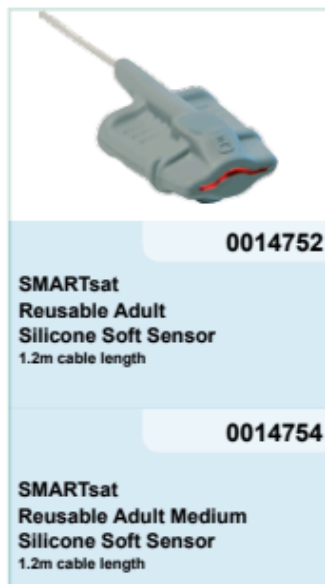 0014752
SMARTsat
Reusable Adult
Silicone Soft Sensor
1.2m cable length
0014754
SMARTsat
Reusable Adult Medium
Silicone Soft Sensor
1.2m cable length